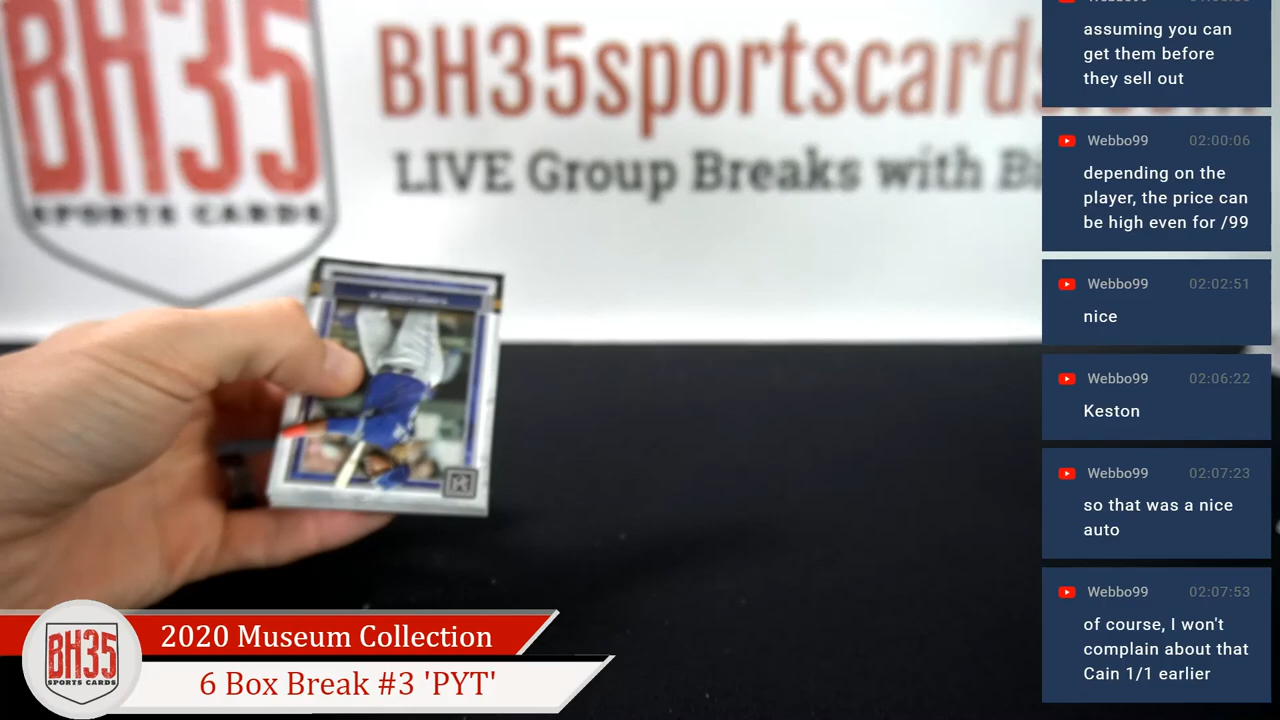 BH35
SPORTS CARDS
BH35sportscards.com
LIVE Group Breaks with
assuming you can
get them before
they sell out
Webbo99 02:00:06
depending on the
player, the price can
be high even for /99
Webbo99 02:02:51
nice
Webbo99 02:06:22
Keston
Webbo99 02:07:23
so that was a nice
auto
Webbo99 02:07:53
of course, I won't
complain about that
Cain 1/1 earlier
BH35
SPORTS CARDS
2020 Museum Collection
6 Box Break #3 'PYT'